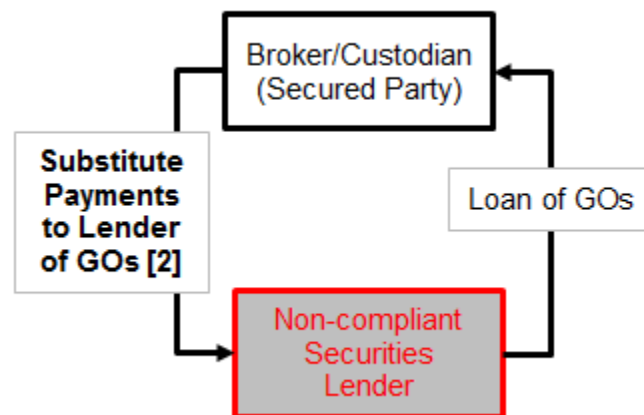 Broker/Custodian
(Secured Party)
Substitute
Payments
to Lender
of GOs [2]
Loan of GOs
Non-compliant
Securities
Lender